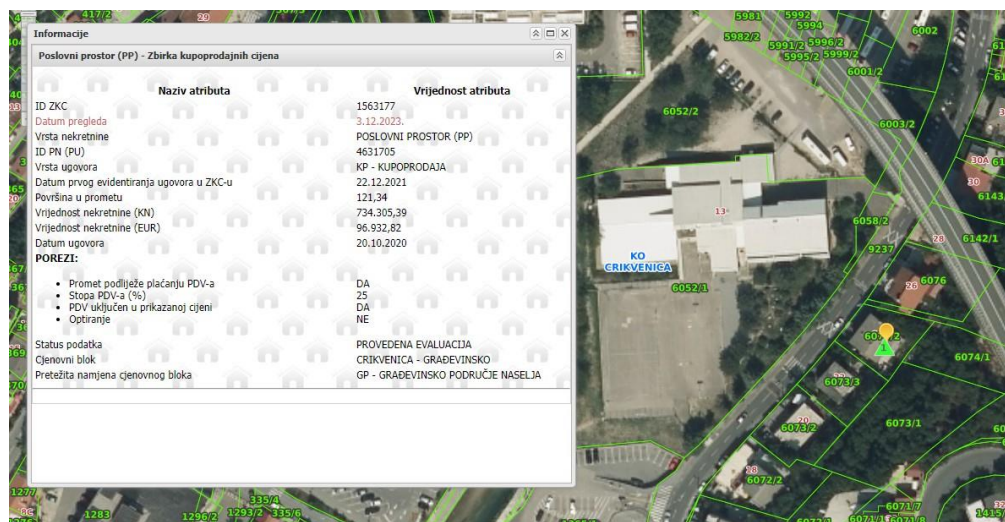 Informacije
Poslovni prostor (PP) - Zbirka kupoprodajnih cijena
Naziv atributa Vrijednost atributa
ID ZKC 1563177
Datum pregleda 3.12.2023.
Vrsta nekretnine POSLOVNI PROSTOR (PP)
ID PN (PU) 4631705
Vrsta ugovora KP - KUPOPRODAJA
Datum prvog evidentiranja ugovora u ZKC-u 22.12.2021
Površina u prometu 121,34
Vrijednost nekretnine (KN) 734.305,39
Vrijednost nekretnine (EUR) 96.932,82
Datum ugovora 20.10.2020
POREZI:
• Promet podliježe plaćanju PDV-a DA
• Stopa PDV-a (%) 25
• PDV uključen u prikazanoj cijeni DA
• Optiranje NE
Status podatka PROVEDENA EVALUACIJA
Cjenovni blok CRIKVENICA - GRAĐEVINSKO
Pretežita namjena cjenovnog bloka GP - GRAĐEVINSKO PODRUČJE NASELJA
417/2
29
5981
5992
5994
6002
5982/2
5991/2
5996/2
5995/2
5999/2
6001/2
6052/2
6003/2
30A
30
6143/
13
6058/2
9237
28
6142/1
KO
CRIKVENICA
6052/1
6076
26
1
6074/1
6073/3
20
6073/2
6073/1
18
6072/2
1277
1283
1296/2
1293/2
335/4
335/6
6071/7
6071/8
1415